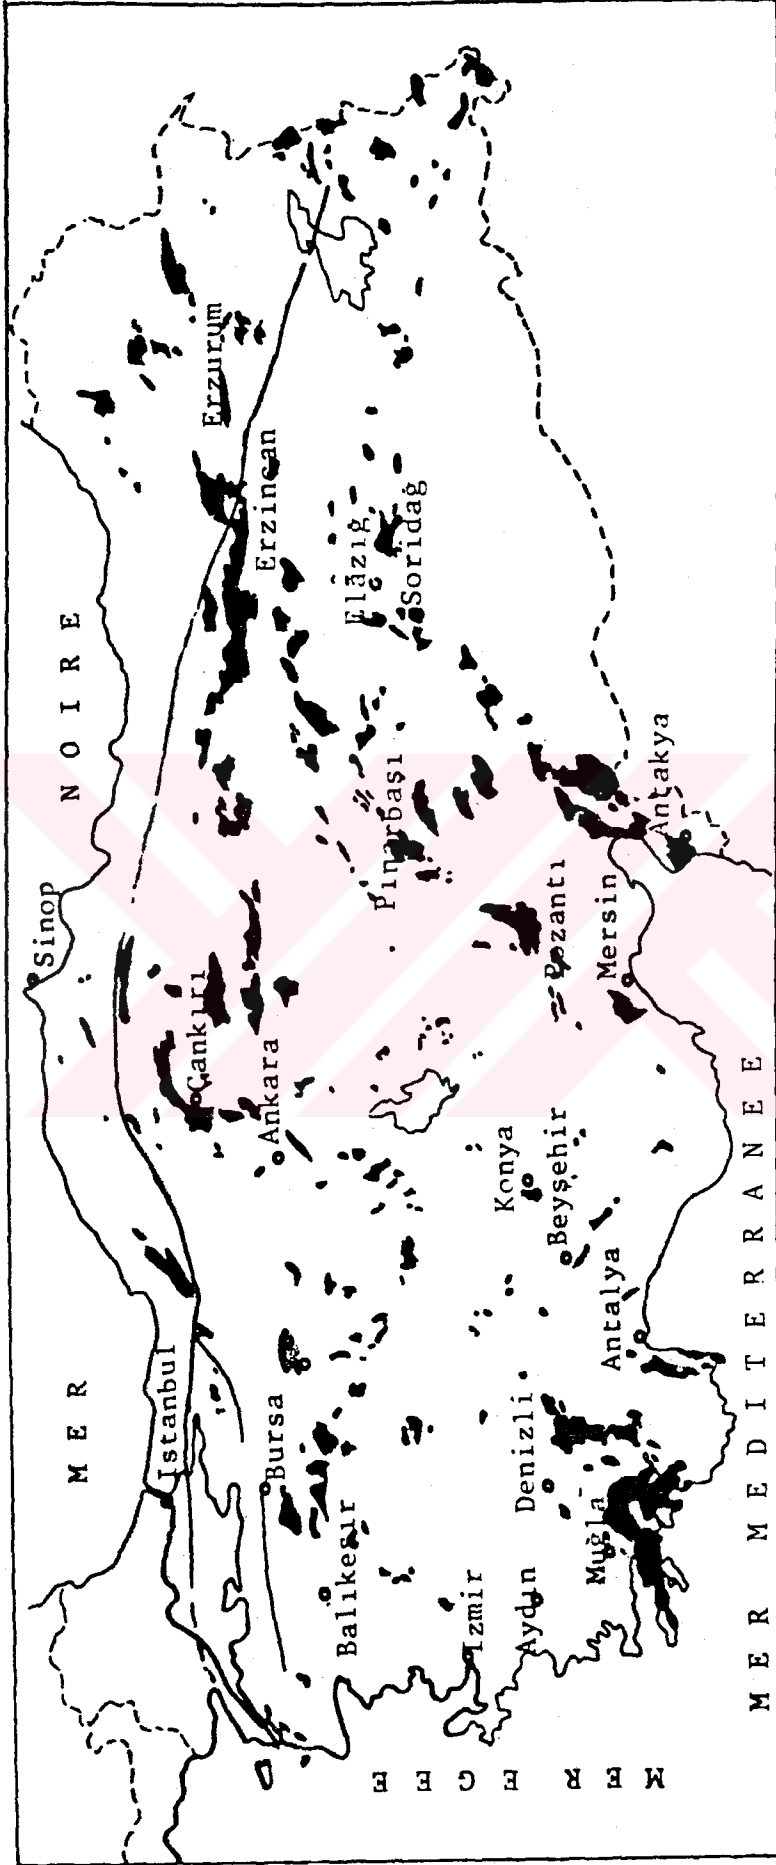 MER NOIRE
Sinop
Istanbul
Çankırı
Erzurum
Ankara
Bursa
Erzincan
Balıkesir
Pınarbaşı
Elâzığ
Soridağ
Izmir
Konya
Denizli
Aydın
Beyşehir
Pozantı
Muğla
Antalya
Mersin
Antakya
MER EGEE
MER MEDITERRANEE